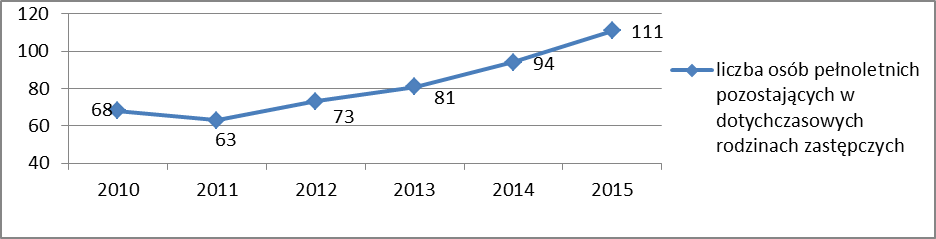 120
100
80
60
40
68
63
73
81
94
111
2010 2011 2012 2013 2014 2015
liczba osób pełnoletnich
pozostających w
dotychczasowych
rodzinach zastępczych